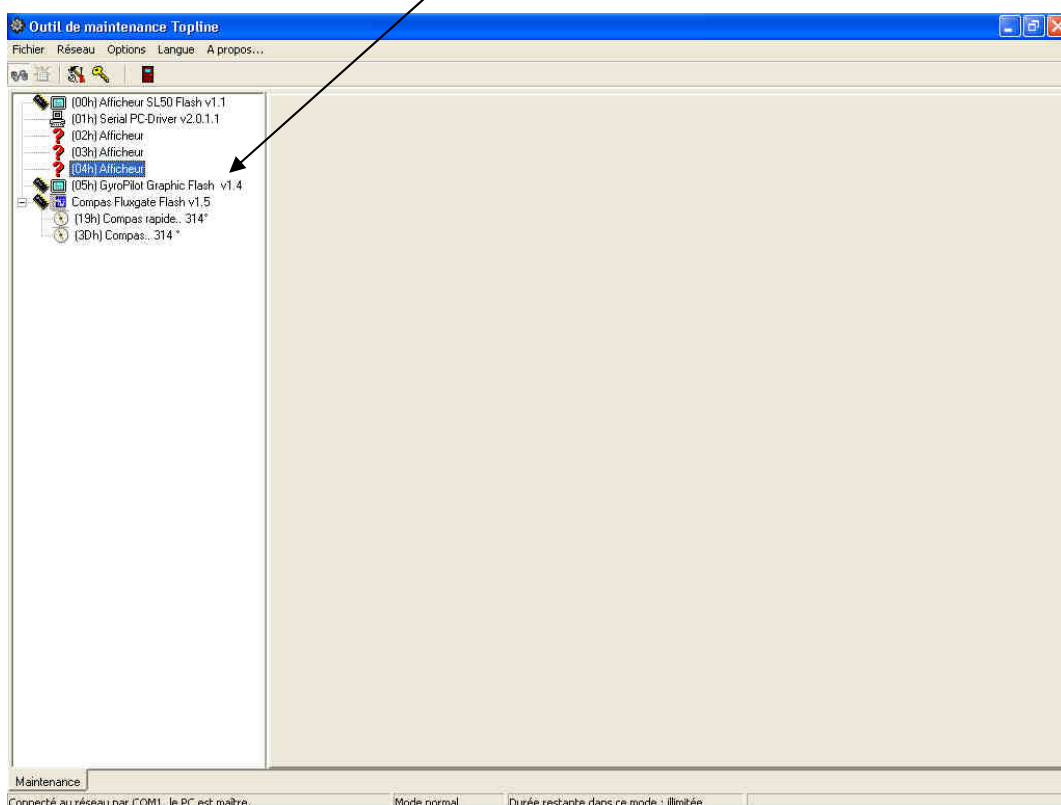 Outil de maintenance Topline
Fichier Réseau Options Langue A propos...
(00h) Afficheur SL50 Flash v1.1
(01h) Serial PC-Driver v2.0.1.1
(02h) Afficheur
(03h) Afficheur
(04h) Afficheur
(05h) GyroPilot Graphic Flash v1.4
Compas Fluxgate Flash v1.5
(19h) Compas rapide.. 314°
(3Dh) Compas.. 314 °
Maintenance
Connecté au réseau par COM1, le PC est maître. Mode normal Durée restante dans ce mode : illimitée